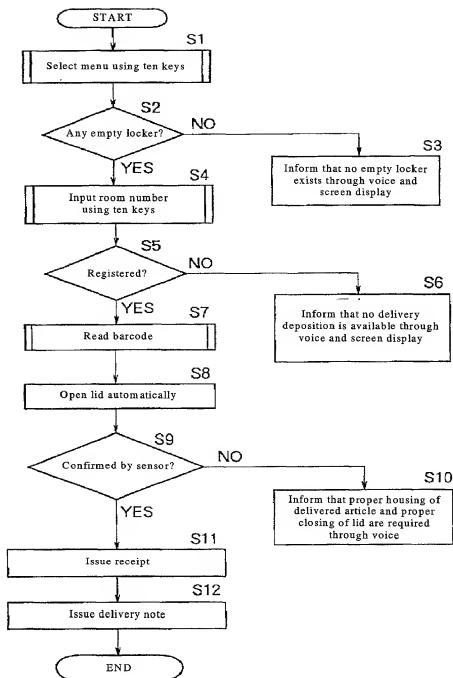 START
S1
Select menu using ten keys
S2
Any empty locker?
NO
S3
Inform that no empty locker
exists through voice and
screen display
YES
S4
Input room number
using ten keys
S5
Registered?
NO
S6
Inform that no delivery
deposition is available through
voice and screen display
YES
S7
Read barcode
S8
Open lid automatically
S9
Confirmed by sensor?
NO
S10
Inform that proper housing of
delivered article and proper
closing of lid are required
through voice
YES
S11
Issue receipt
S12
Issue delivery note
END